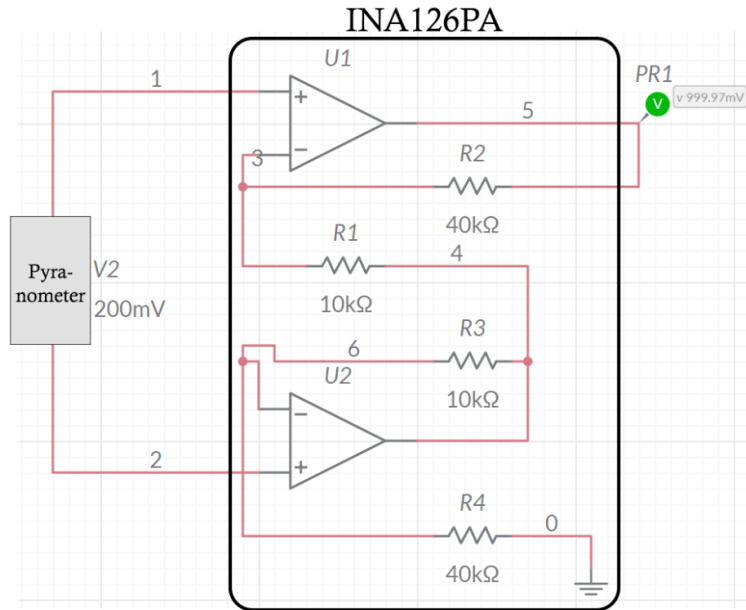 INA126PA
U1
PR1
v 999.97mV
V
1
+
5
−
3
R2
40kΩ
R1
4
10kΩ
Pyra-
nometer
V2
200mV
R3
6
10kΩ
U2
−
2
+
R4
0
40kΩ